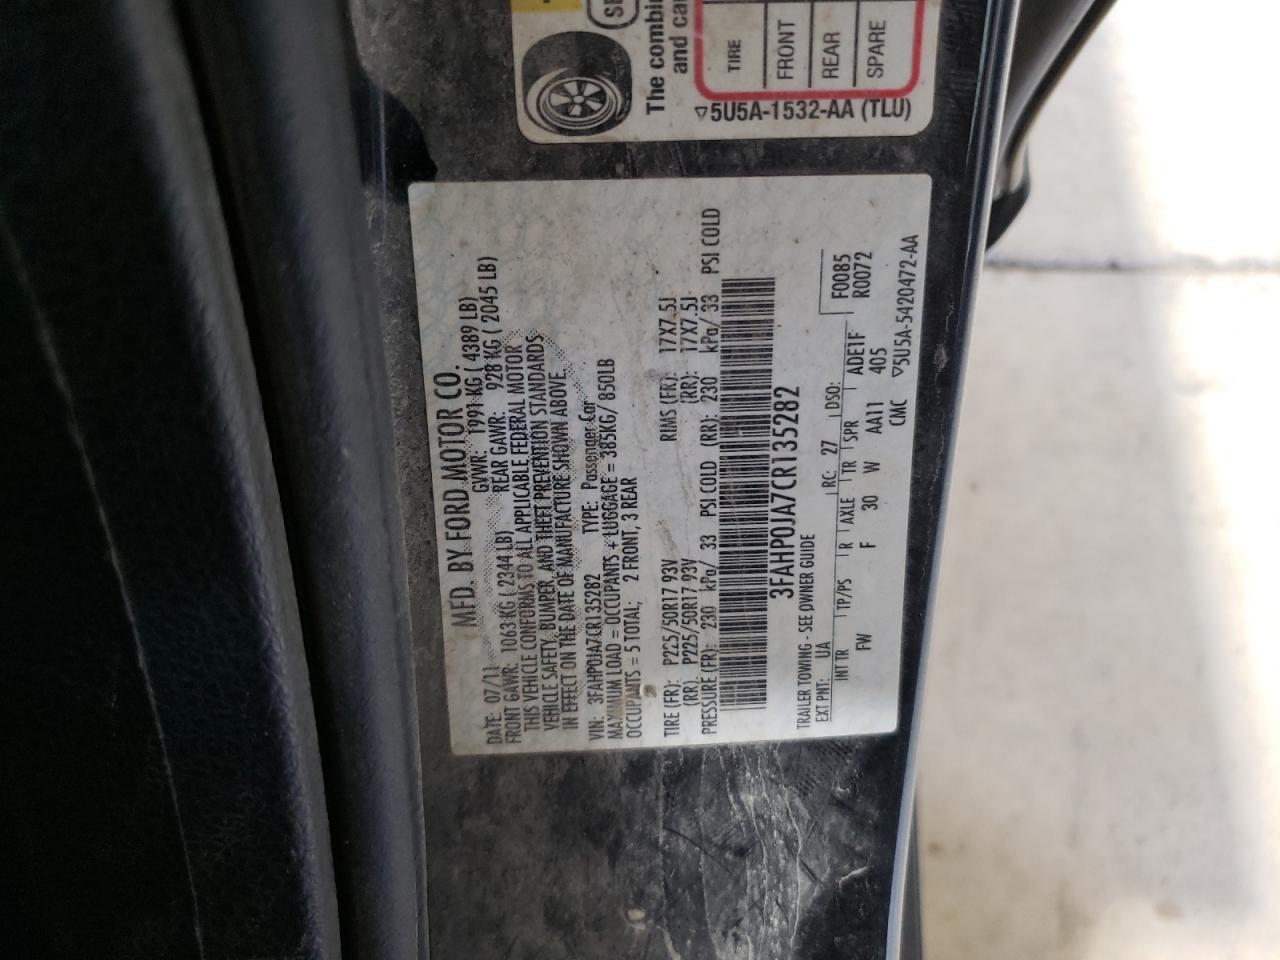 The combin
and car
TIRE
FRONT
REAR
SPARE
▽5U5A-1532-AA (TLU)
MFD. BY FORD MOTOR CO.
DATE: 07/11 GVWR: 1991 KG ( 4389 LB)
FRONT GAWR: 1063 KG ( 2344 LB) REAR GAWR: 928 KG ( 2045 LB)
THIS VEHICLE CONFORMS TO ALL APPLICABLE FEDERAL MOTOR
VEHICLE SAFETY, BUMPER, AND THEFT PREVENTION STANDARDS
IN EFFECT ON THE DATE OF MANUFACTURE SHOWN ABOVE.
VIN: 3FAHP0JA7CR135282 TYPE: Passenger Car
MAXIMUM LOAD = OCCUPANTS + LUGGAGE = 385KG/ 850LB
OCCUPANTS = 5 TOTAL; 2 FRONT, 3 REAR
TIRE (FR): P225/50R17 93V RIMS (FR): 17X7.5J
(RR): P225/50R17 93V (RR): 17X7.5J
PRESSURE (FR): 230 kPa/ 33 PSI COLD (RR): 230 kPa/ 33 PSI COLD
3FAHP0JA7CR135282
TRAILER TOWING - SEE OWNER GUIDE F0085
EXT PNT: UA RC: 27 DSO: R0072
INT TR TP/PS R AXLE TR SPR ADE1F
FW F 30 W AA11 405
CMC ▽5U5A-5420472-AA